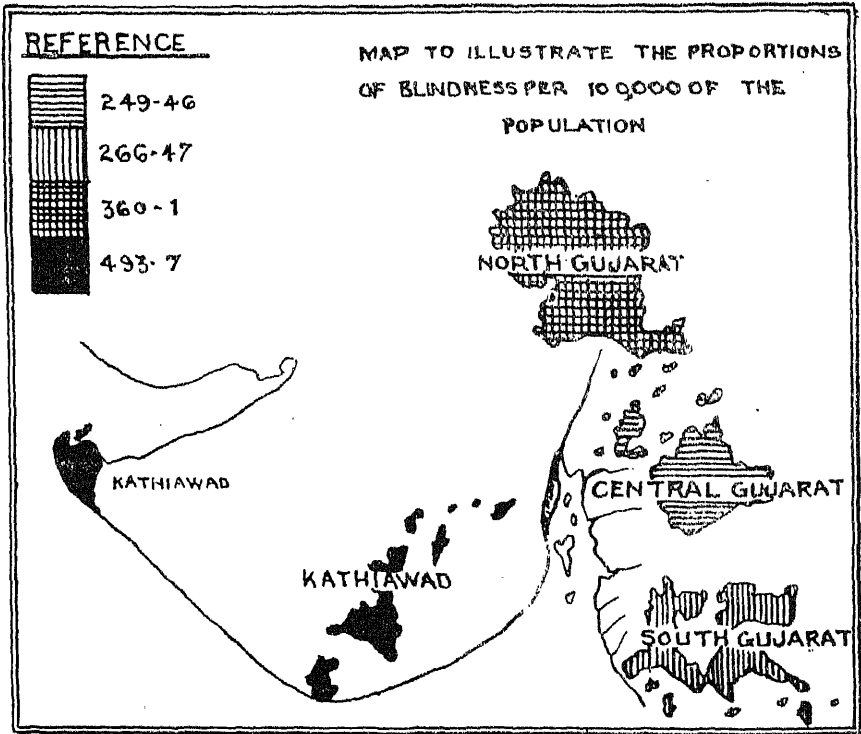 REFERENCE
249-46
266-47
360-1
493-7
MAP TO ILLUSTRATE THE PROPORTIONS
OF BLINDNESS PER 100,000 OF THE
POPULATION
NORTH GUJARAT
KATHIAWAD
CENTRAL GUJARAT
KATHIAWAD
SOUTH GUJARAT